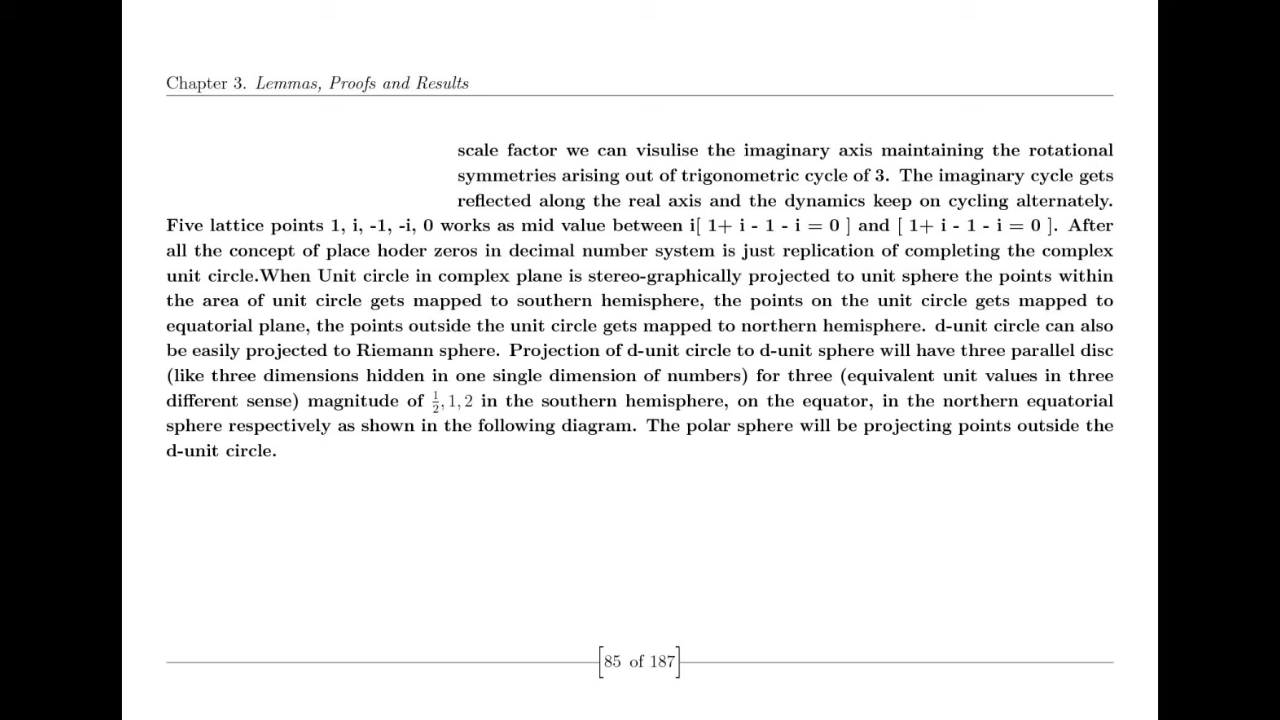 Chapter 3. Lemmas, Proofs and Results
scale factor we can visulise the imaginary axis maintaining the rotational
symmetries arising out of trigonometric cycle of 3. The imaginary cycle gets
reflected along the real axis and the dynamics keep on cycling alternately.
Five lattice points 1, i, -1, -i, 0 works as mid value between i[ 1+ i - 1 - i = 0 ] and [ 1+ i - 1 - i = 0 ]. After
all the concept of place hoder zeros in decimal number system is just replication of completing the complex
unit circle.When Unit circle in complex plane is stereo-graphically projected to unit sphere the points within
the area of unit circle gets mapped to southern hemisphere, the points on the unit circle gets mapped to
equatorial plane, the points outside the unit circle gets mapped to northern hemisphere. d-unit circle can also
be easily projected to Riemann sphere. Projection of d-unit circle to d-unit sphere will have three parallel disc
(like three dimensions hidden in one single dimension of numbers) for three (equivalent unit values in three
different sense) magnitude of 1/2, 1, 2 in the southern hemisphere, on the equator, in the northern equatorial
sphere respectively as shown in the following diagram. The polar sphere will be projecting points outside the
d-unit circle.
[85 of 187]